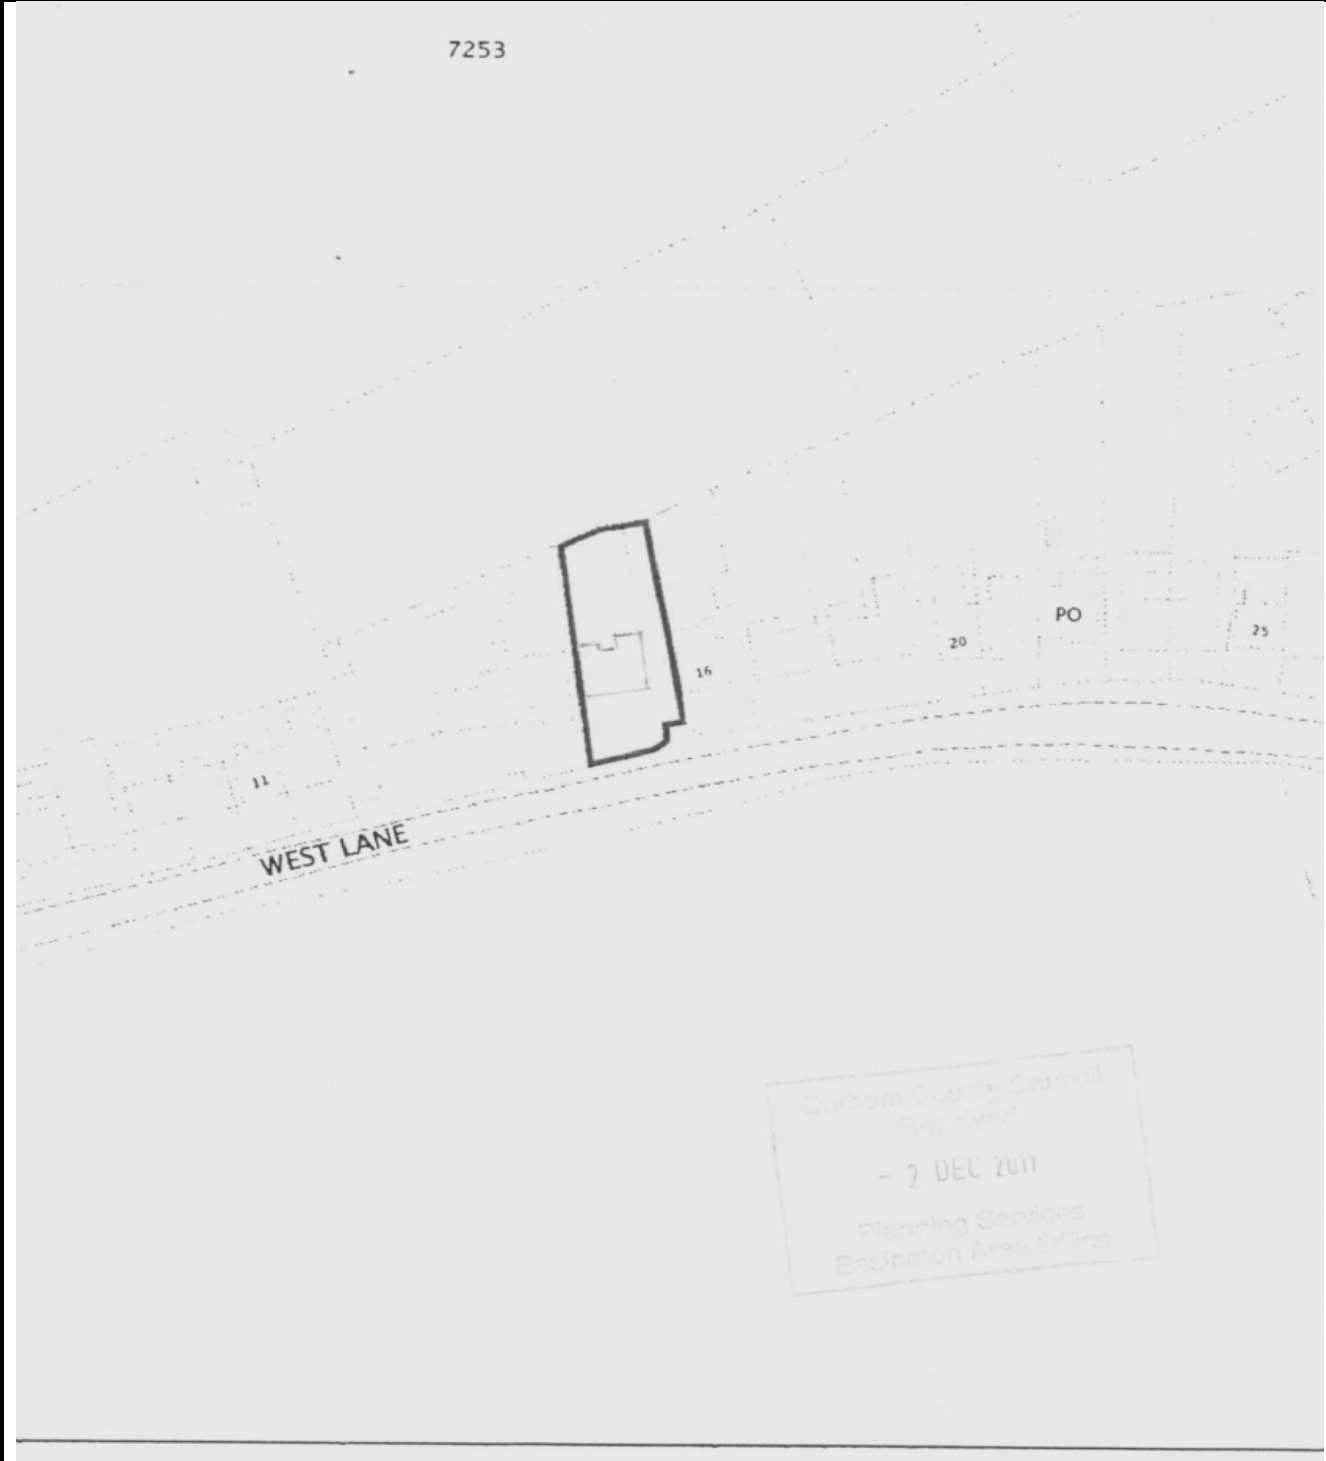 7253
PO
25
20
16
11
WEST LANE
Durham County Council
Received
- 2 DEC 2011
Planning Services
Easington Area Office